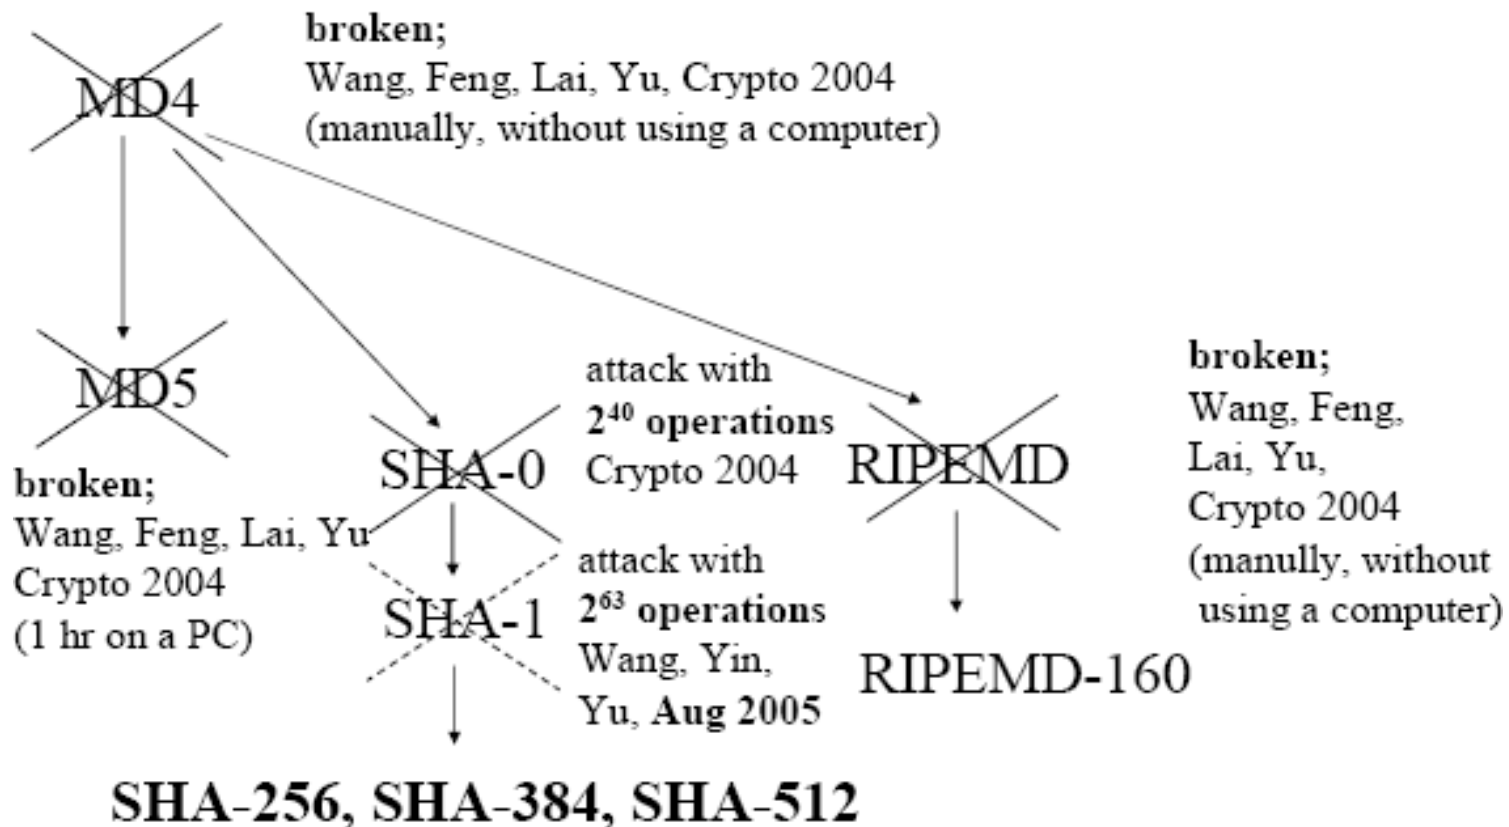 MD4
broken;
Wang, Feng, Lai, Yu, Crypto 2004
(manually, without using a computer)
MD5
broken;
Wang, Feng, Lai, Yu
Crypto 2004
(1 hr on a PC)
SHA-0
attack with
2⁴⁰ operations
Crypto 2004
RIPEMD
broken;
Wang, Feng,
Lai, Yu,
Crypto 2004
(manully, without
using a computer)
SHA-1
attack with
2⁶³ operations
Wang, Yin,
Yu, Aug 2005
RIPEMD-160
SHA-256, SHA-384, SHA-512